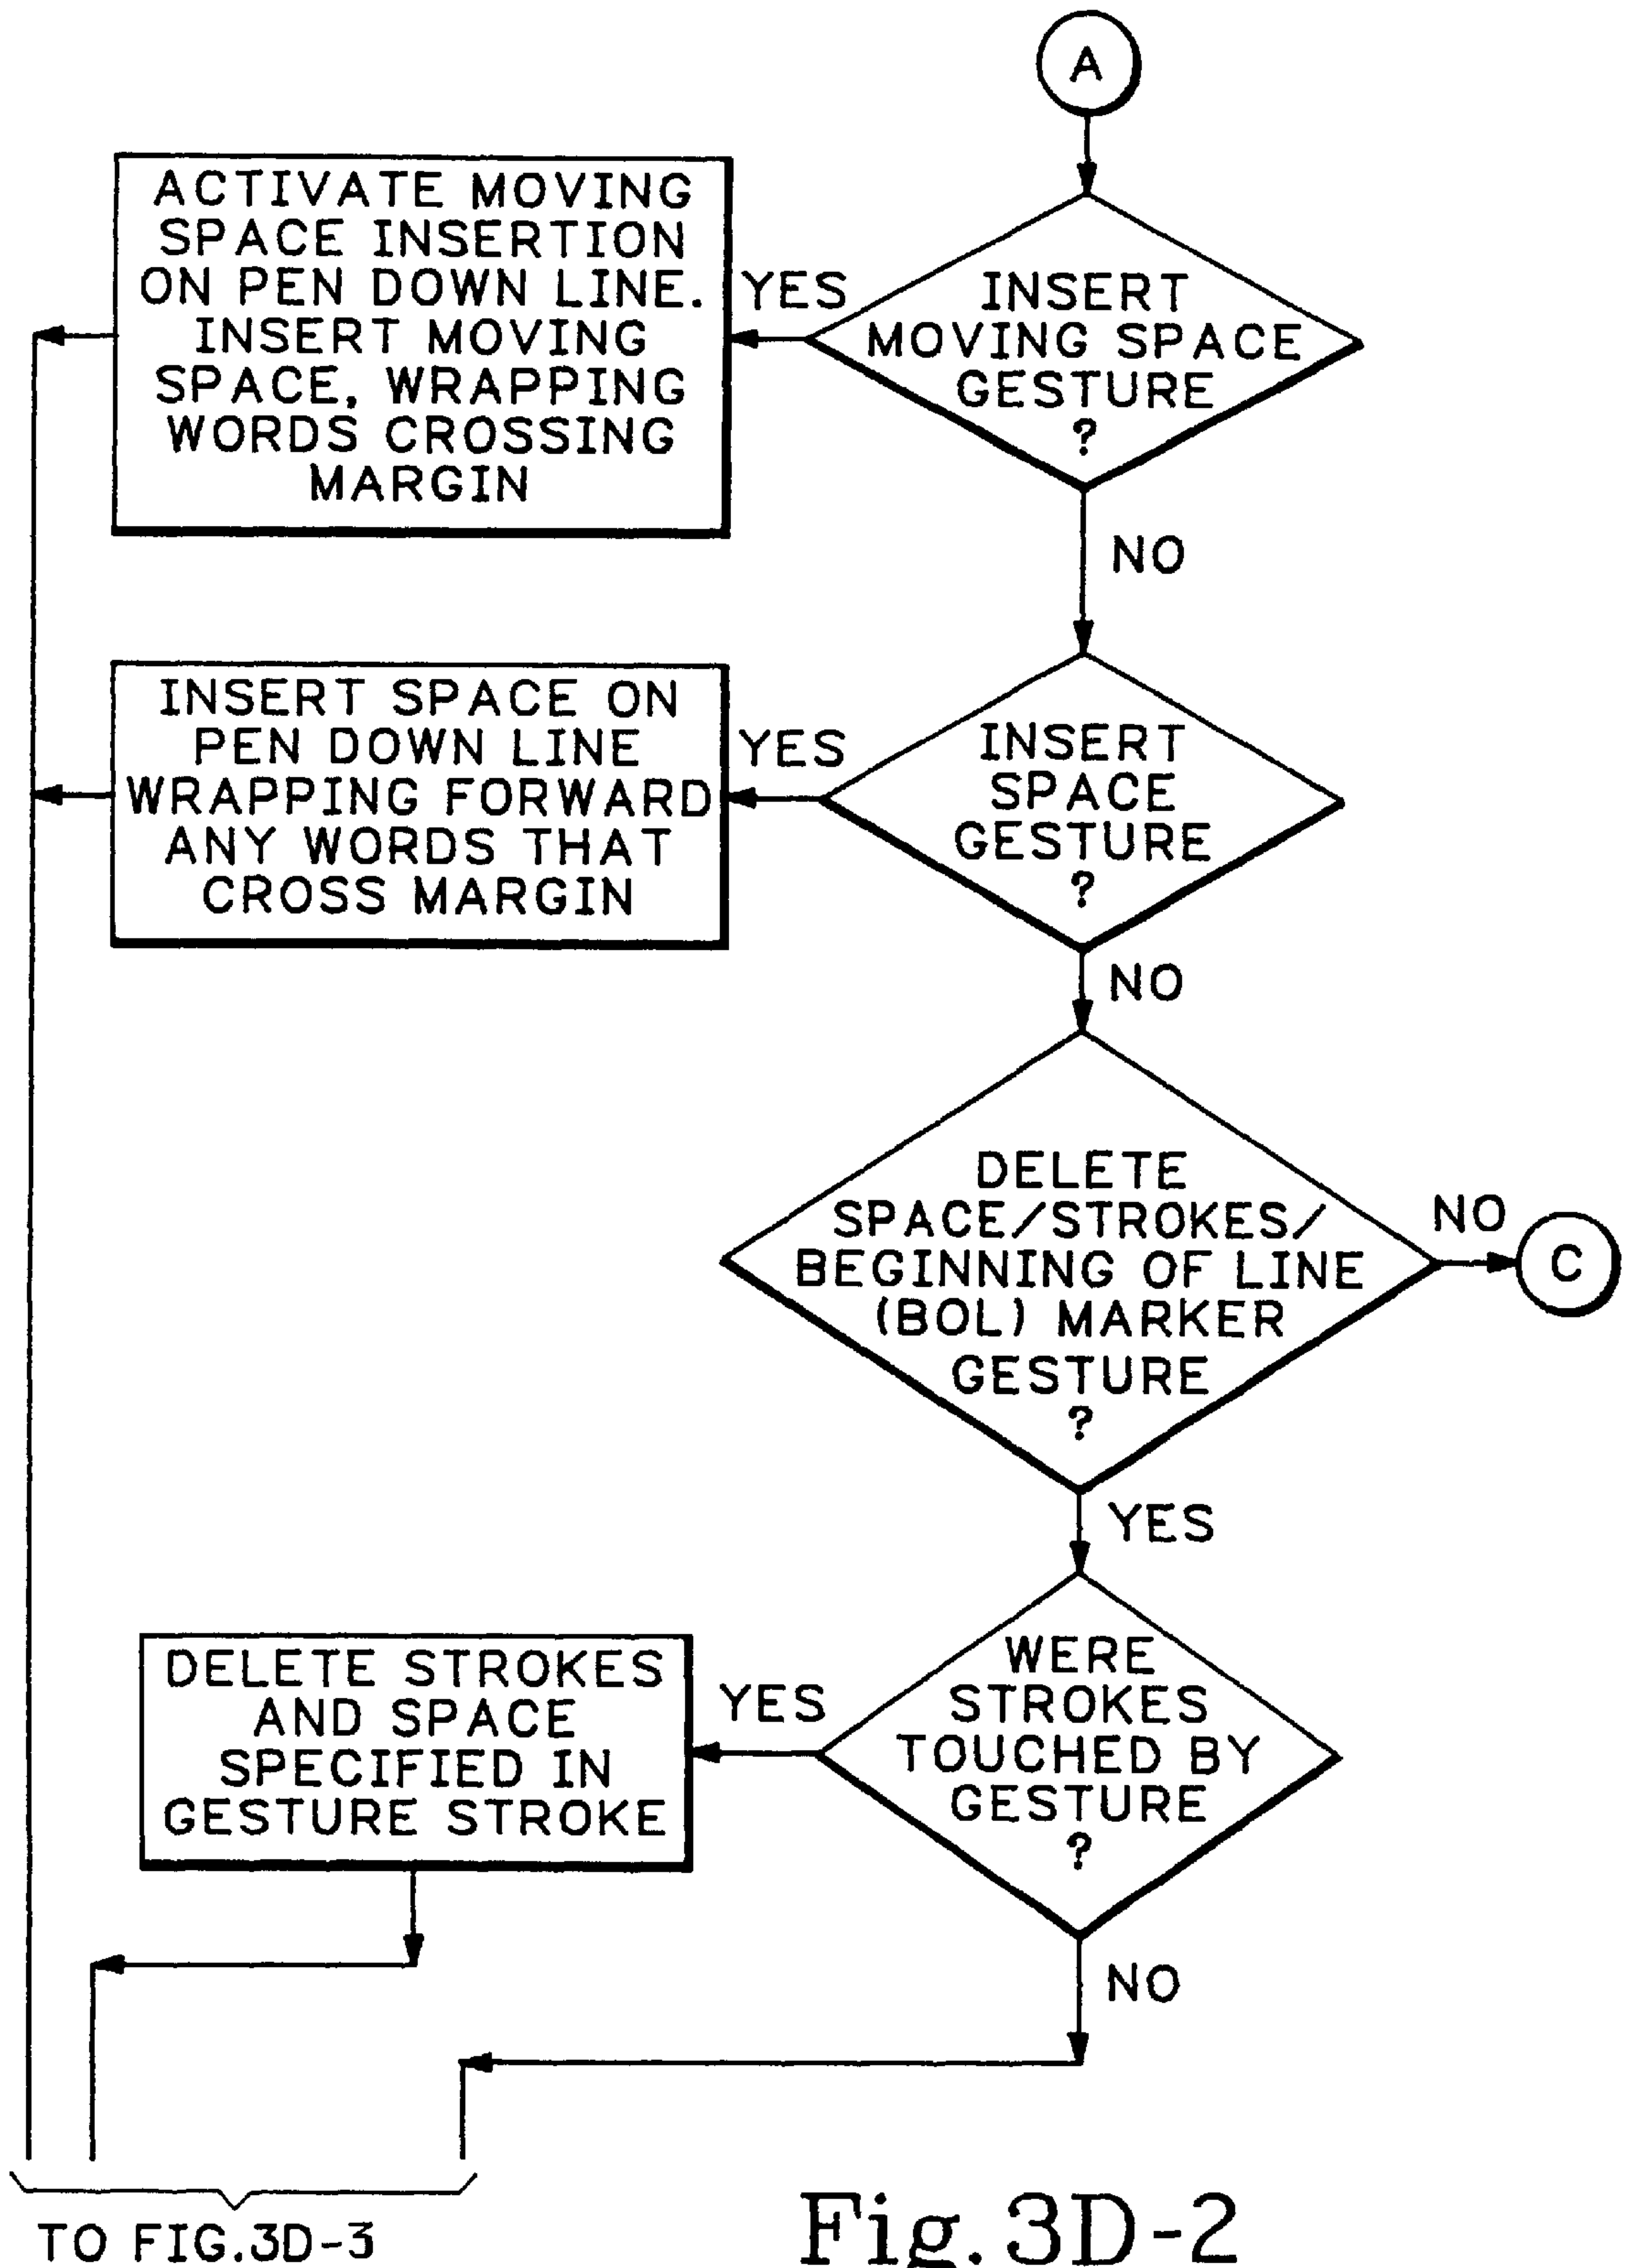 A
ACTIVATE MOVING
SPACE INSERTION
ON PEN DOWN LINE.
INSERT MOVING
SPACE, WRAPPING
WORDS CROSSING
MARGIN
YES
INSERT
MOVING SPACE
GESTURE
?
NO
INSERT SPACE ON
PEN DOWN LINE
WRAPPING FORWARD
ANY WORDS THAT
CROSS MARGIN
YES
INSERT
SPACE
GESTURE
?
NO
DELETE
SPACE/STROKES/
BEGINNING OF LINE
(BOL) MARKER
GESTURE
?
NO
C
YES
DELETE STROKES
AND SPACE
SPECIFIED IN
GESTURE STROKE
YES
WERE
STROKES
TOUCHED BY
GESTURE
?
NO
TO FIG.3D-3
Fig. 3D-2